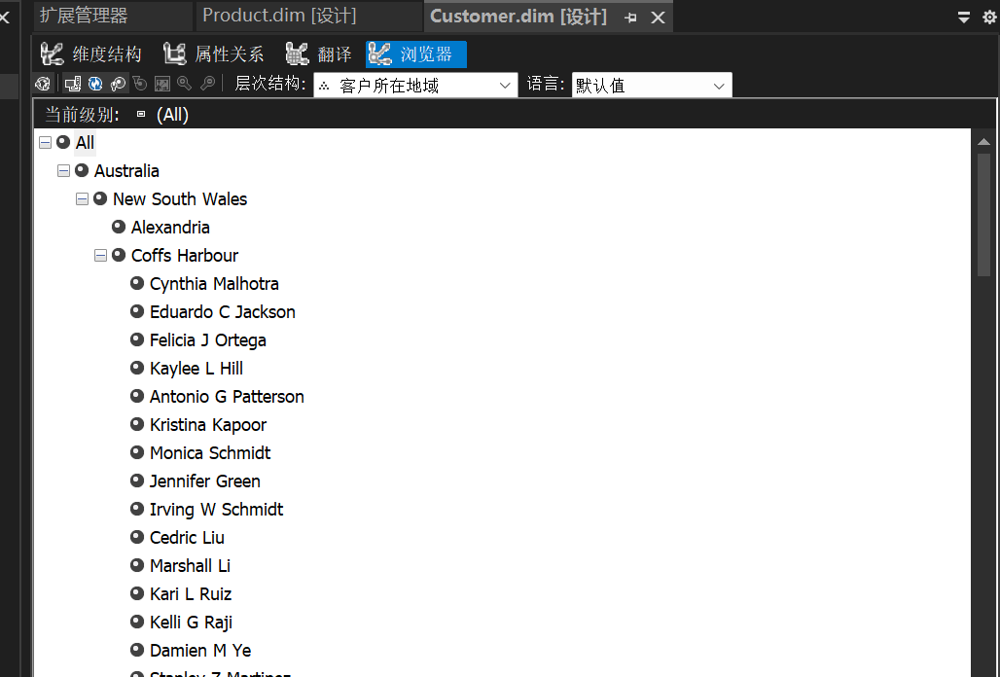 扩展管理器 Product.dim [设计] Customer.dim [设计]
维度结构 属性关系 翻译 浏览器
层次结构: 客户所在地域 语言: 默认值
当前级别: (All)
All
Australia
New South Wales
Alexandria
Coffs Harbour
Cynthia Malhotra
Eduardo C Jackson
Felicia J Ortega
Kaylee L Hill
Antonio G Patterson
Kristina Kapoor
Monica Schmidt
Jennifer Green
Irving W Schmidt
Cedric Liu
Marshall Li
Kari L Ruiz
Kelli G Raji
Damien M Ye
Stanley Z Martinez